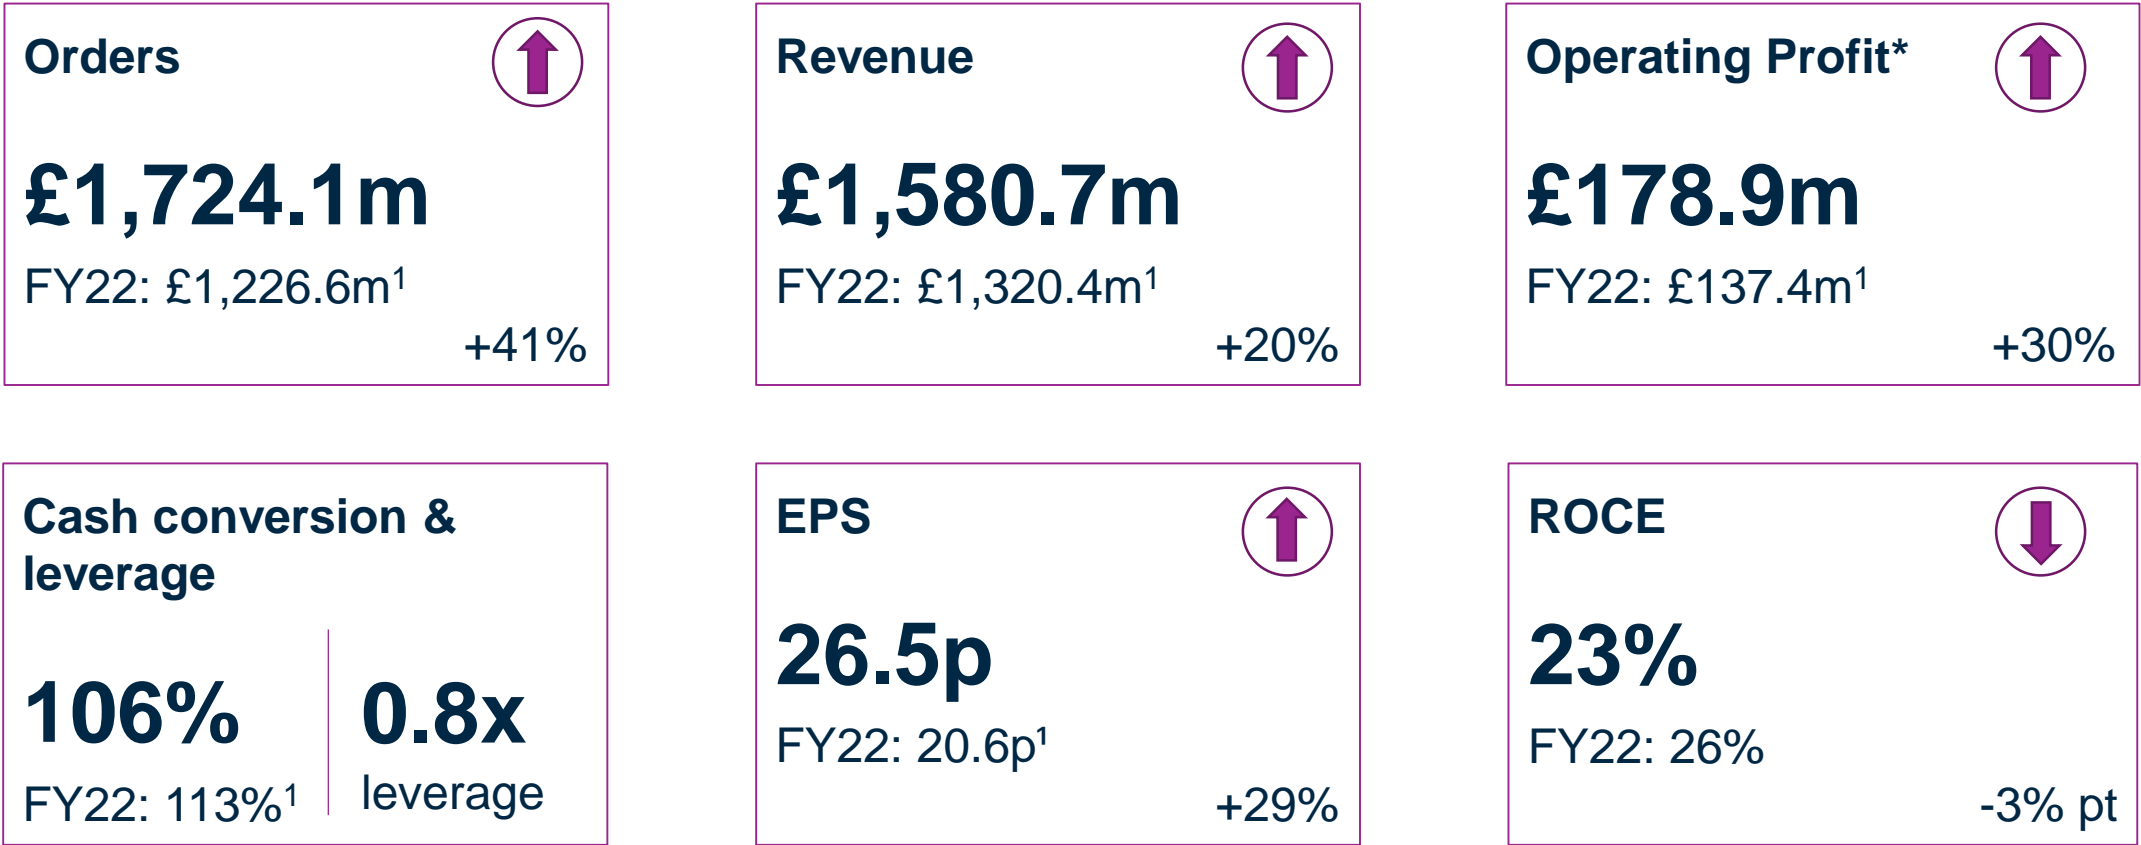 Orders
£1,724.1m
FY22: £1,226.6m¹
+41%
Revenue
£1,580.7m
FY22: £1,320.4m¹
+20%
Operating Profit*
£178.9m
FY22: £137.4m¹
+30%
Cash conversion &
leverage
106%
FY22: 113%¹
0.8x
leverage
EPS
26.5p
FY22: 20.6p¹
+29%
ROCE
23%
FY22: 26%
-3% pt